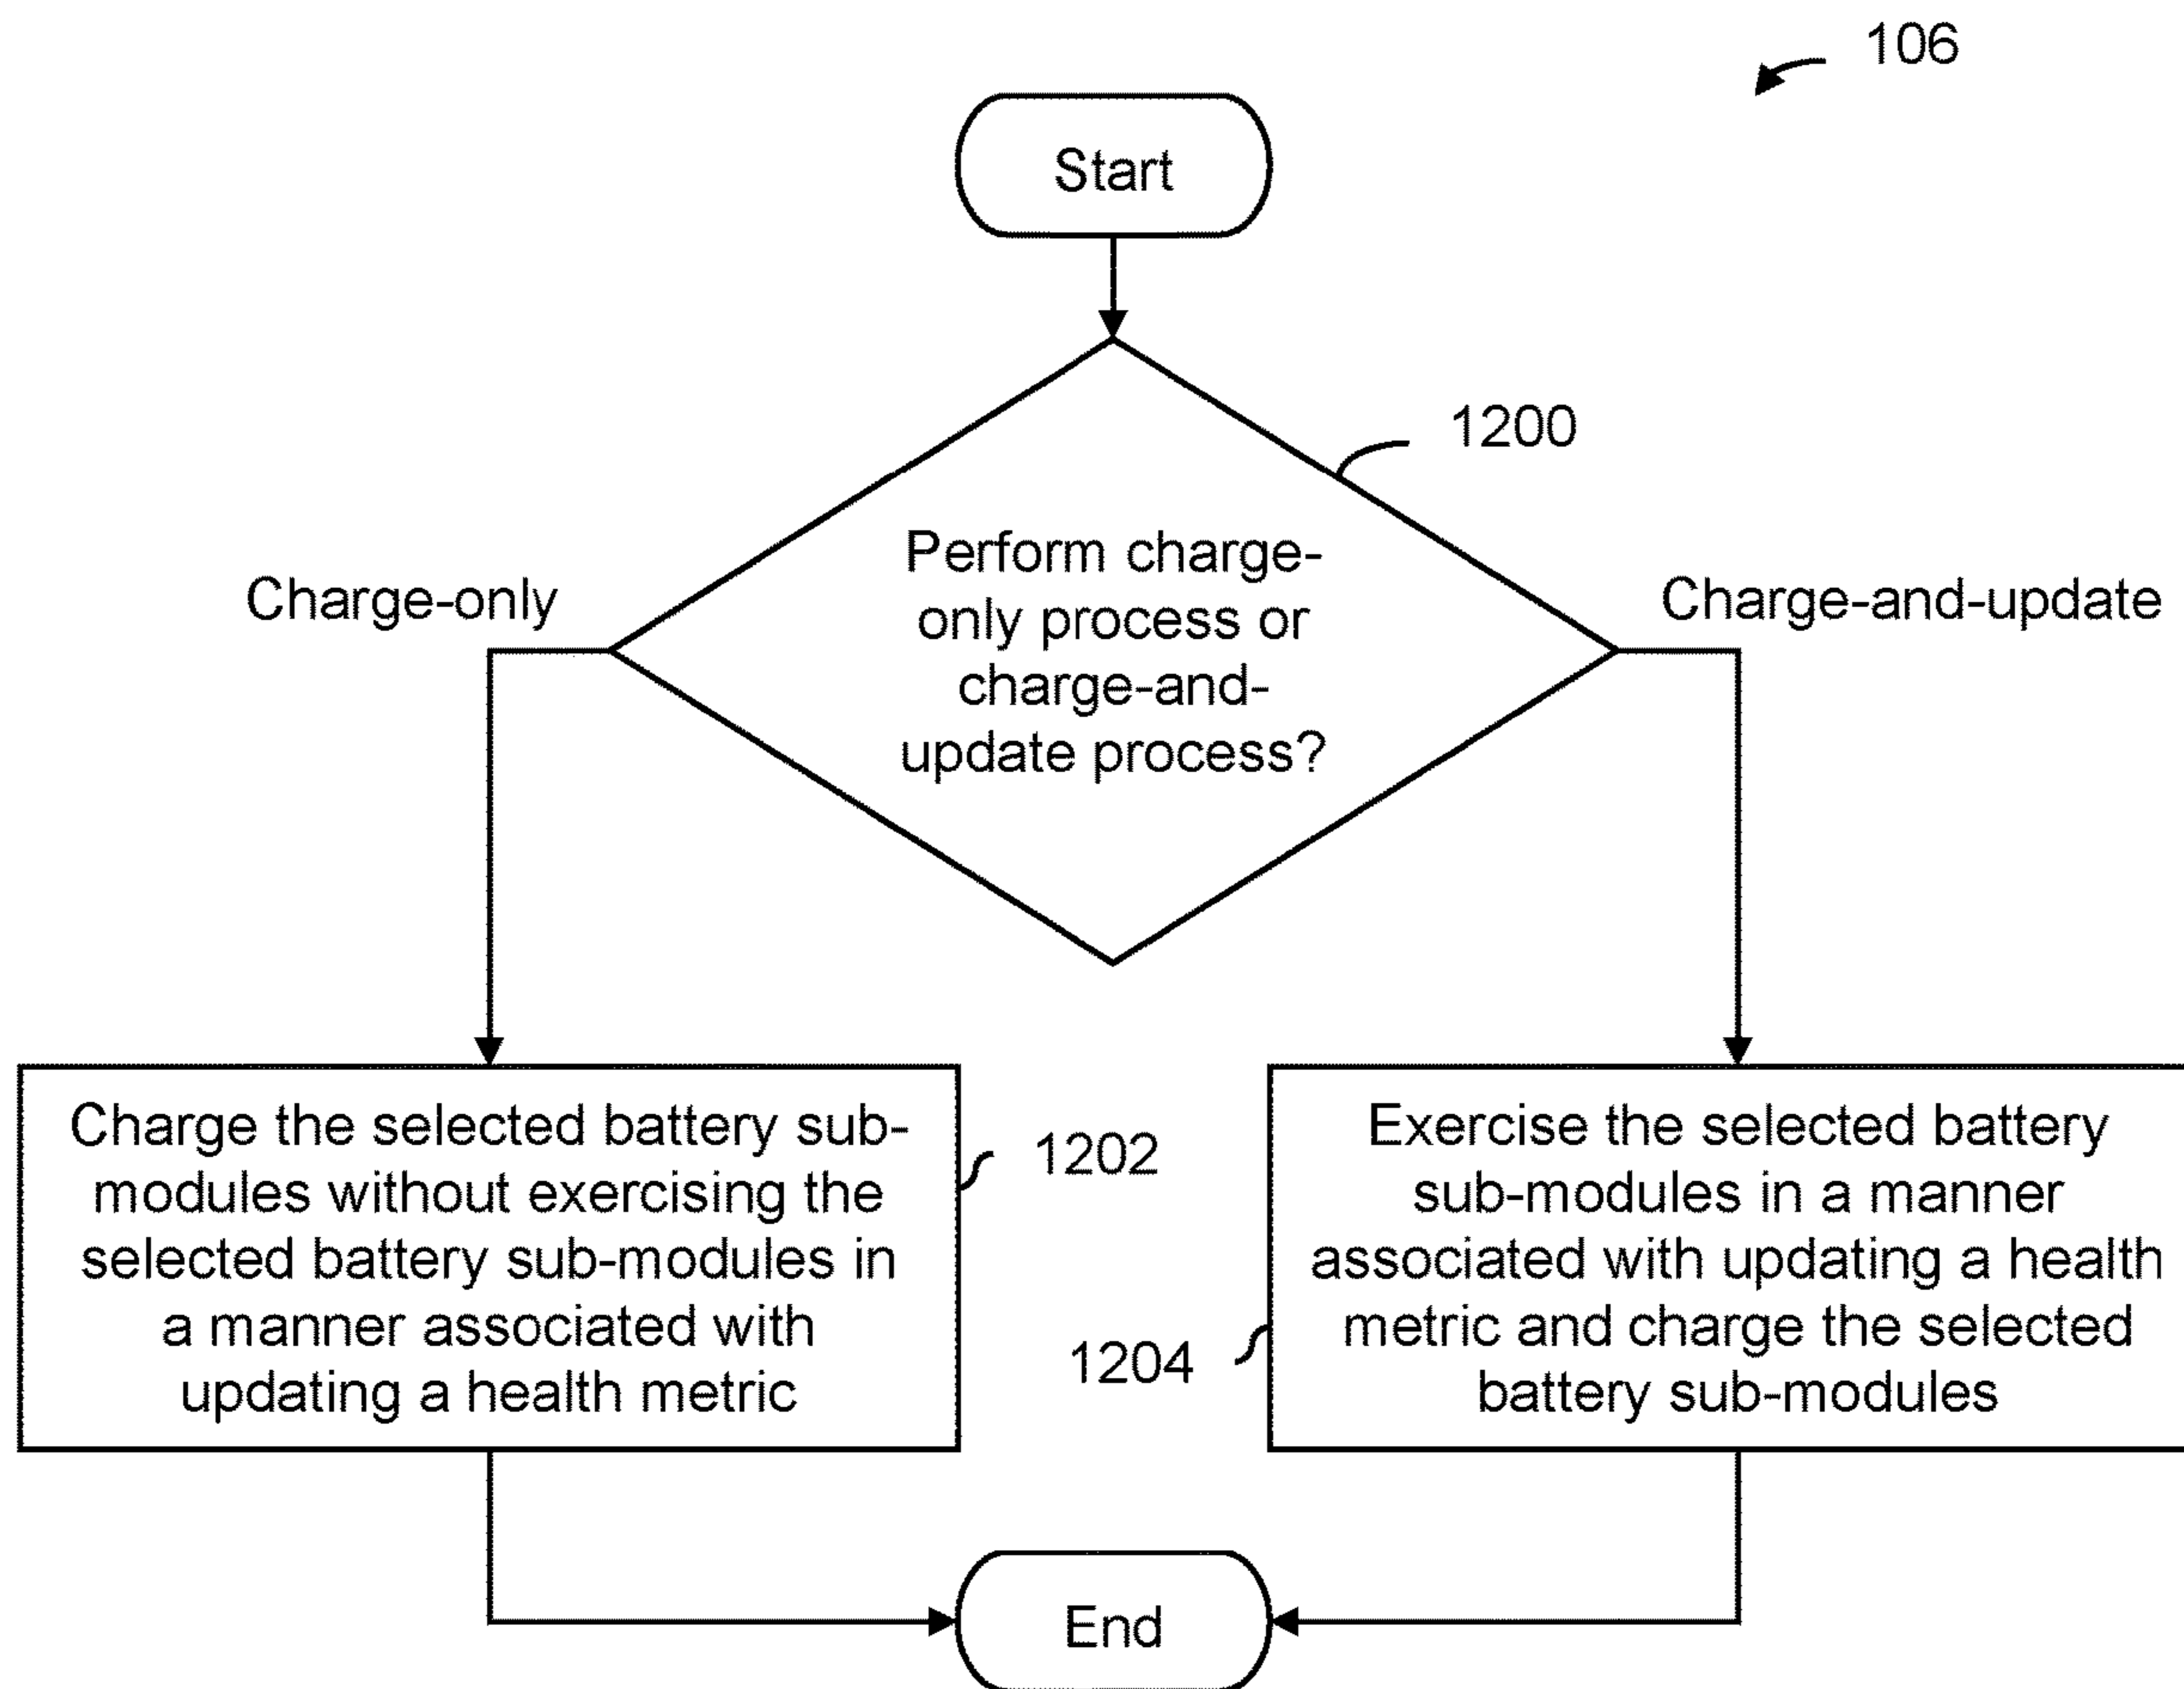 106
Start
1200
Perform charge-
only process or
charge-and-
update process?
Charge-only
Charge-and-update
Charge the selected battery sub-
modules without exercising the
selected battery sub-modules in
a manner associated with
updating a health metric
1202
Exercise the selected battery
sub-modules in a manner
associated with updating a health
metric and charge the selected
battery sub-modules
1204
End